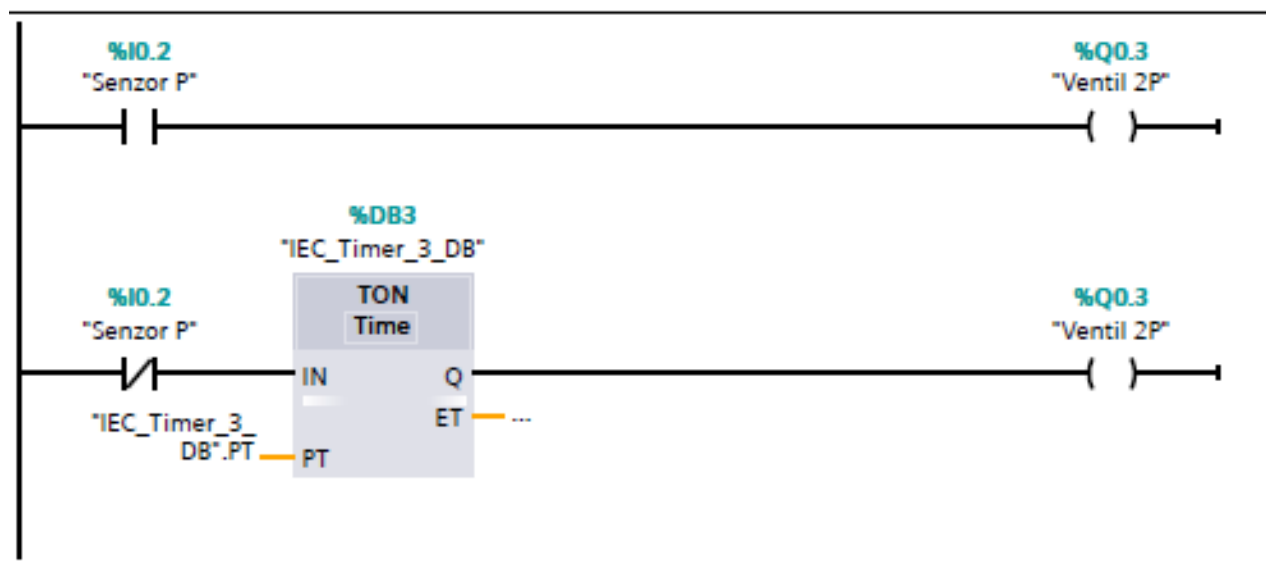 %I0.2
"Senzor P"
%Q0.3
"Ventil 2P"
%DB3
"IEC_Timer_3_DB"
%I0.2
"Senzor P"
TON
Time
%Q0.3
"Ventil 2P"
IN
Q
"IEC_Timer_3_
DB".PT
ET
...
PT